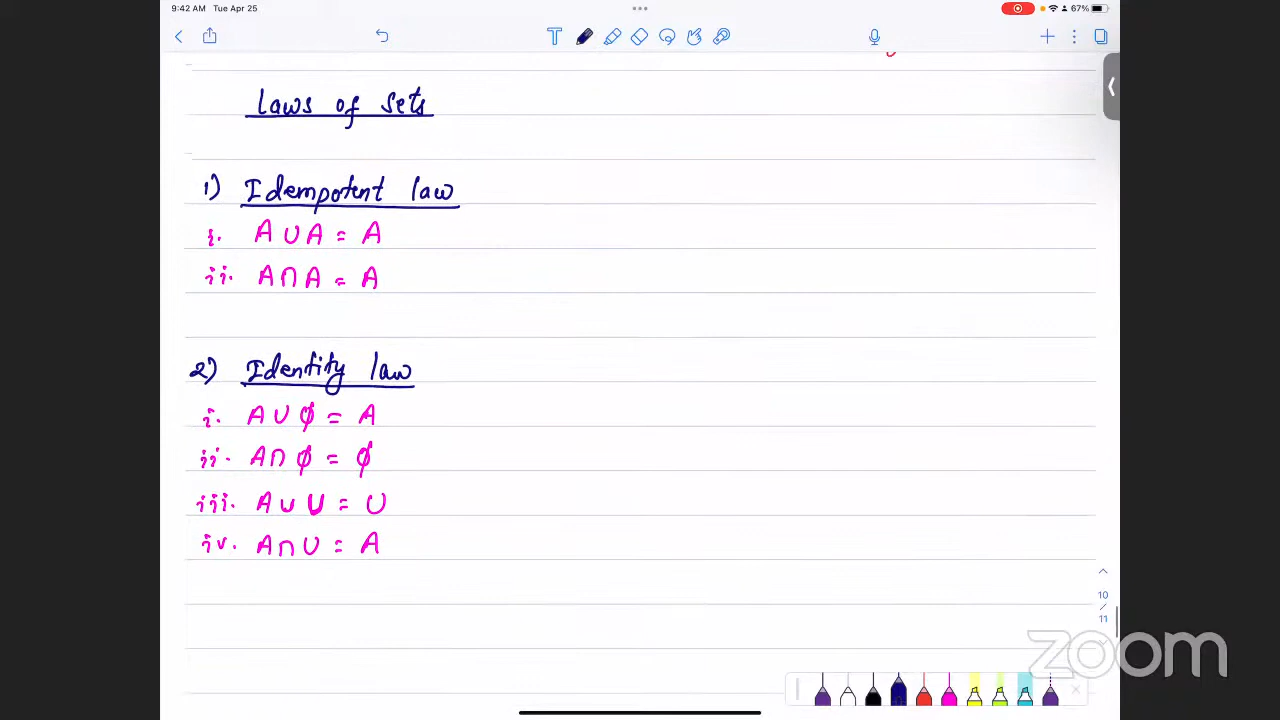 9:42 AM Tue Apr 25
67%
T
Laws of Sets
1) Idempotent law
i. A ∪ A = A
ii. A ∩ A = A
2) Identity law
i. A ∪ ϕ = A
ii. A ∩ ϕ = ϕ
iii. A ∪ U = U
iv. A ∩ U = A
10
/
11
zoom